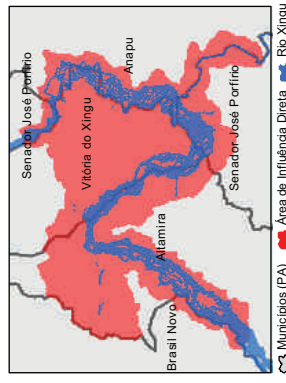 Senador José Porfírio
Anapu
Vitória do Xingu
Altamira
Brasil Novo
Senador José Porfírio
Municípios (PA)
Área de Influência Direta
Rio Xingu